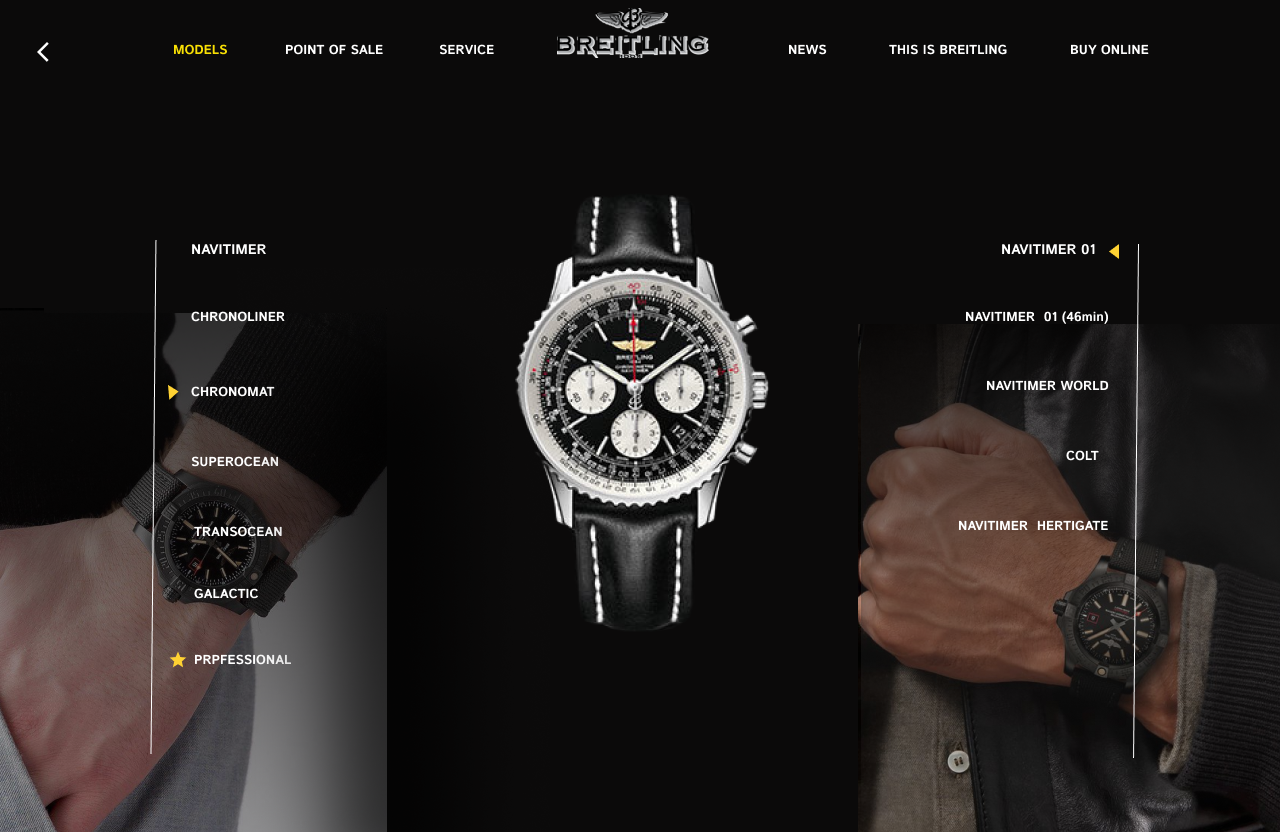 MODELS
POINT OF SALE
SERVICE
BREITLING
NEWS
THIS IS BREITLING
BUY ONLINE
NAVITIMER
CHRONOLINER
CHRONOMAT
SUPEROCEAN
TRANSOCEAN
GALACTIC
PRPFESSIONAL
BREITLING
NAVITIMER 01
NAVITIMER 01 (46min)
NAVITIMER WORLD
COLT
NAVITIMER HERTIGATE